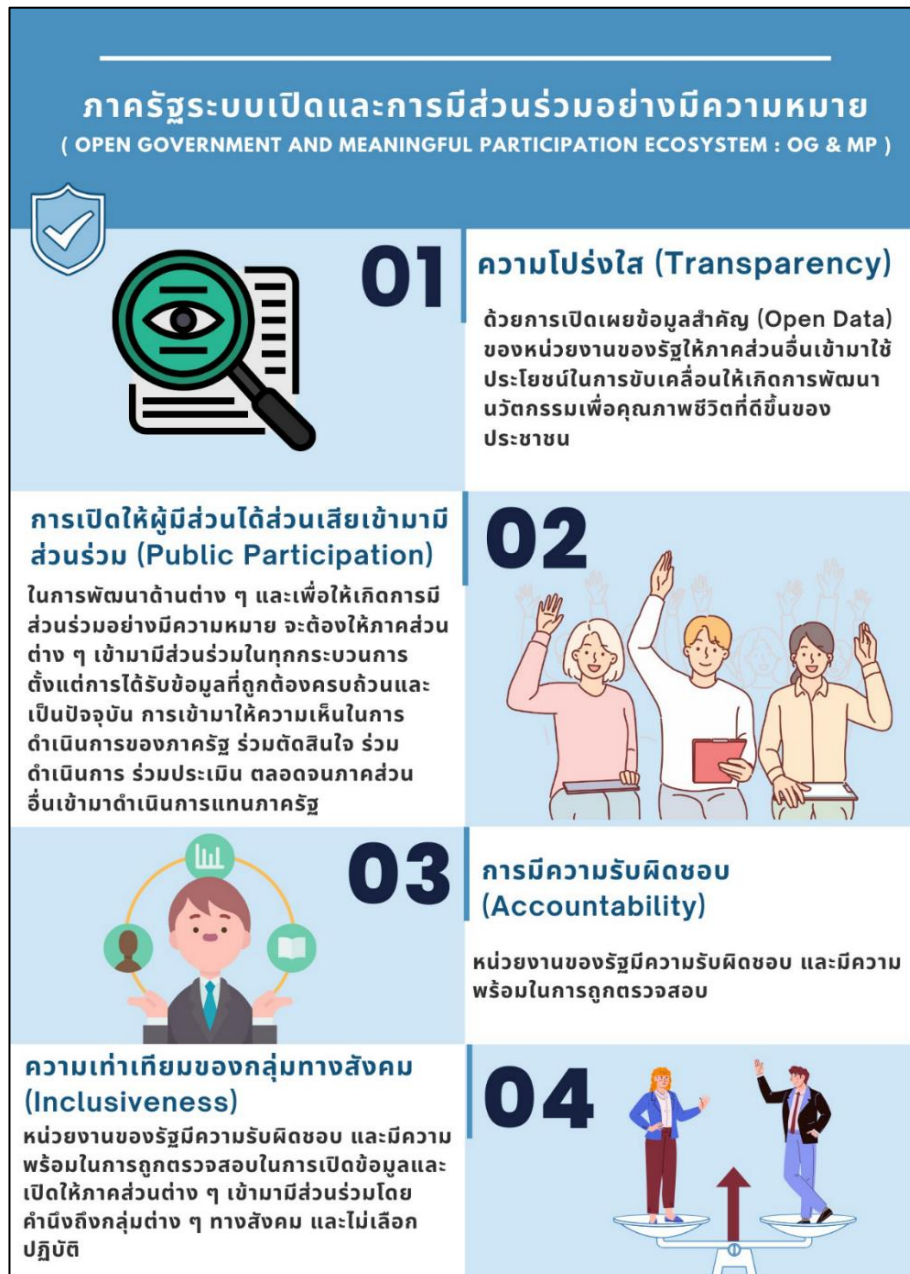 ภาครัฐระบบเปิดและการมีส่วนร่วมอย่างมีความหมาย
( OPEN GOVERNMENT AND MEANINGFUL PARTICIPATION ECOSYSTEM : OG & MP )
01
ความโปร่งใส (Transparency)
ด้วยการเปิดเผยข้อมูลสำคัญ (Open Data)
ของหน่วยงานของรัฐให้ภาคส่วนอื่นเข้ามาใช้
ประโยชน์ในการขับเคลื่อนให้เกิดการพัฒนา
นวัตกรรมเพื่อคุณภาพชีวิตที่ดีขึ้นของ
ประชาชน
การเปิดให้ผู้มีส่วนได้ส่วนเสียเข้ามามี
ส่วนร่วม (Public Participation)
ในการพัฒนาด้านต่าง ๆ และเพื่อให้เกิดการมี
ส่วนร่วมอย่างมีความหมาย จะต้องให้ภาคส่วน
ต่าง ๆ เข้ามามีส่วนร่วมในทุกกระบวนการ
ตั้งแต่การได้รับข้อมูลที่ถูกต้องครบถ้วนและ
เป็นปัจจุบัน การเข้ามาให้ความเห็นในการ
ดำเนินการของภาครัฐ ร่วมตัดสินใจ ร่วม
ดำเนินการ ร่วมประเมิน ตลอดจนภาคส่วน
อื่นเข้ามาดำเนินการแทนภาครัฐ
02
03
การมีความรับผิดชอบ
(Accountability)
หน่วยงานของรัฐมีความรับผิดชอบ และมีความ
พร้อมในการถูกตรวจสอบ
ความเท่าเทียมของกลุ่มทางสังคม
(Inclusiveness)
หน่วยงานของรัฐมีความรับผิดชอบ และมีความ
พร้อมในการถูกตรวจสอบในการเปิดข้อมูลและ
เปิดให้ภาคส่วนต่าง ๆ เข้ามามีส่วนร่วมโดย
คำนึงถึงกลุ่มต่าง ๆ ทางสังคม และไม่เลือก
ปฏิบัติ
04